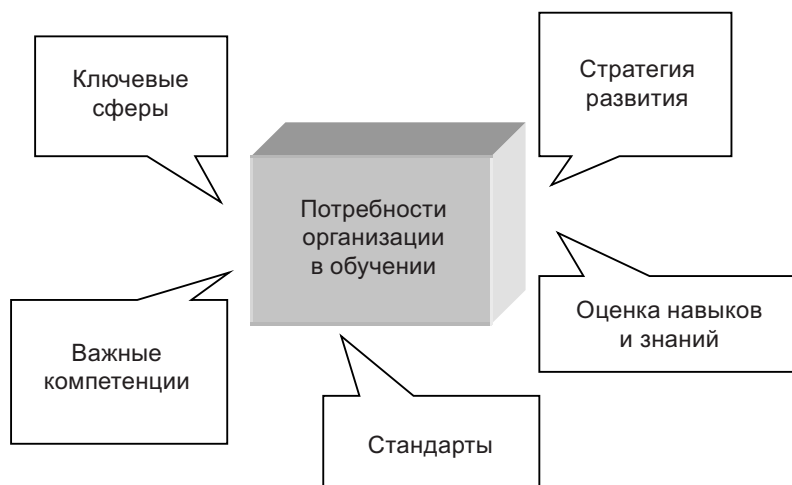 Ключевые
сферы
Стратегия
развития
Потребности
организации
в обучении
Важные
компетенции
Оценка навыков
и знаний
Стандарты